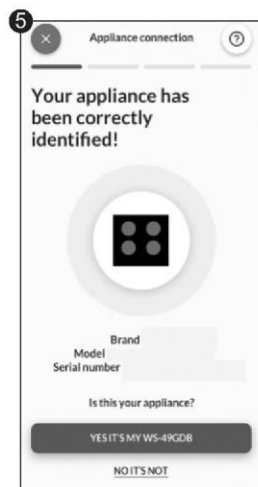 5
Appliance connection
?
Your appliance has
been correctly
identified!
Brand
Model
Serial number
Is this your appliance?
YES IT'S MY WS-49GDB
NO IT'S NOT